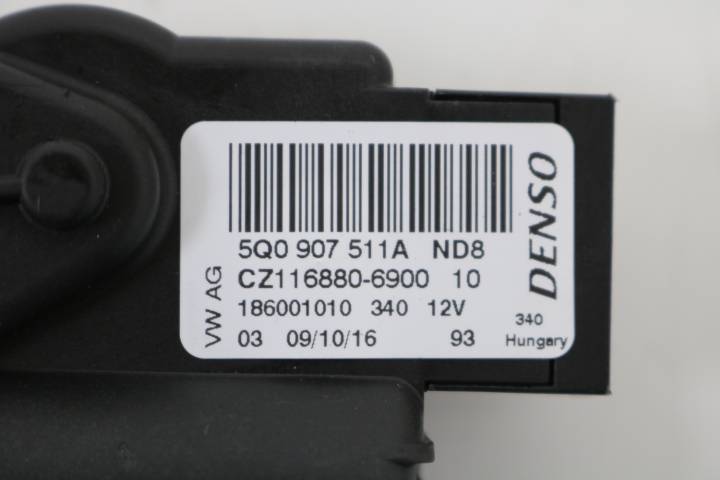 5Q0 907 511A ND8
CZ116880-6900 10
186001010 340 12V
03 09/10/16 93
VW AG
DENSO
340
Hungary